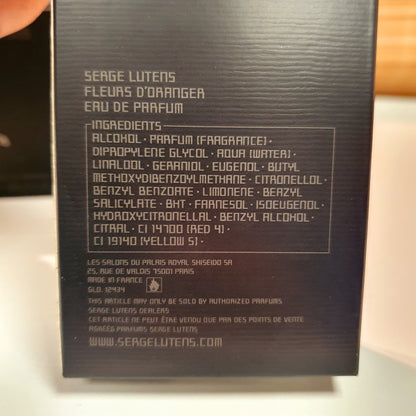 SERGE LUTENS
FLEURS D'ORANGER
EAU DE PARFUM
INGREDIENTS
ALCOHOL · PARFUM (FRAGRANCE) ·
DIPROPYLENE GLYCOL · AQUA (WATER) ·
LINALOOL · GERANIOL · EUGENOL · BUTYL
METHOXYDIBENZOYLMETHANE · CITRONELLOL ·
BENZYL BENZOATE · LIMONENE · BENZYL
SALICYLATE · BHT · FARNESOL · ISOEUGENOL ·
HYDROXYCITRONELLAL · BENZYL ALCOHOL ·
CITRAL · CI 14700 (RED 4) ·
CI 19140 (YELLOW 5) ·
LES SALONS DU PALAIS ROYAL SHISEIDO SA
25, RUE DE VALOIS 75001 PARIS
MADE IN FRANCE
GLD. 12434
THIS ARTICLE MAY ONLY BE SOLD BY AUTHORIZED PARFUMS
SERGE LUTENS DEALERS
CET ARTICLE NE PEUT ÊTRE VENDU QUE PAR DES POINTS DE VENTE
AGRÉÉS PARFUMS SERGE LUTENS
WWW.SERGELUTENS.COM